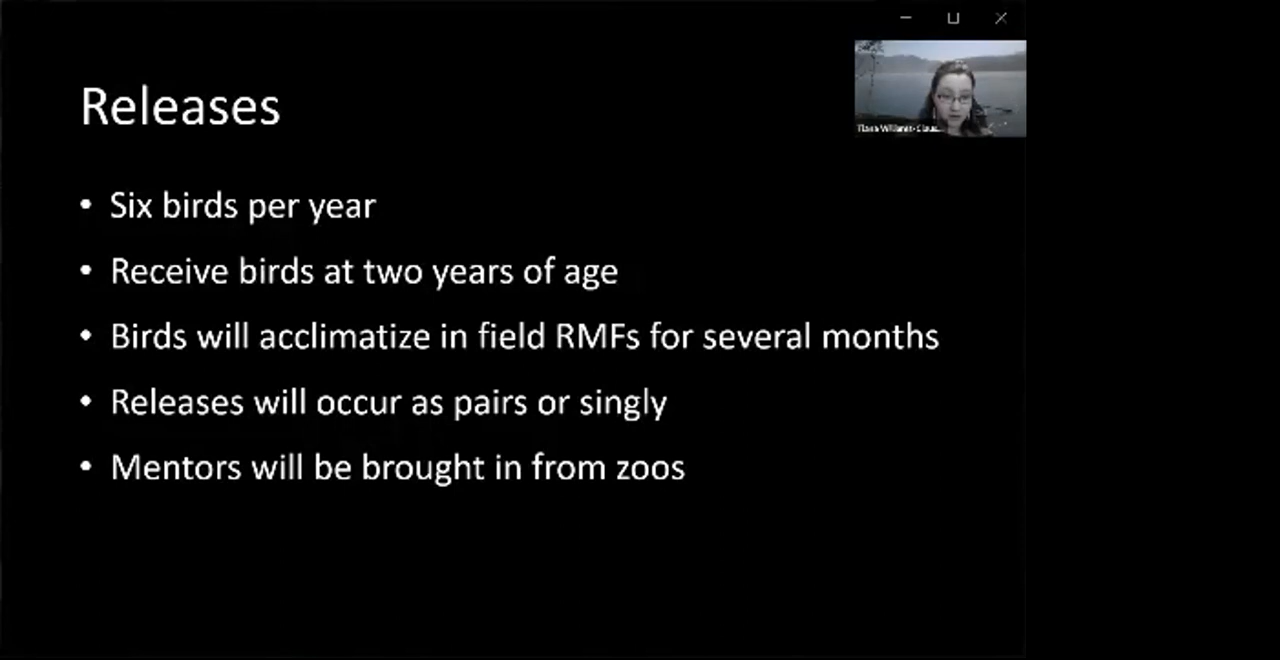 Releases
• Six birds per year
• Receive birds at two years of age
• Birds will acclimatize in field RMFs for several months
• Releases will occur as pairs or singly
• Mentors will be brought in from zoos